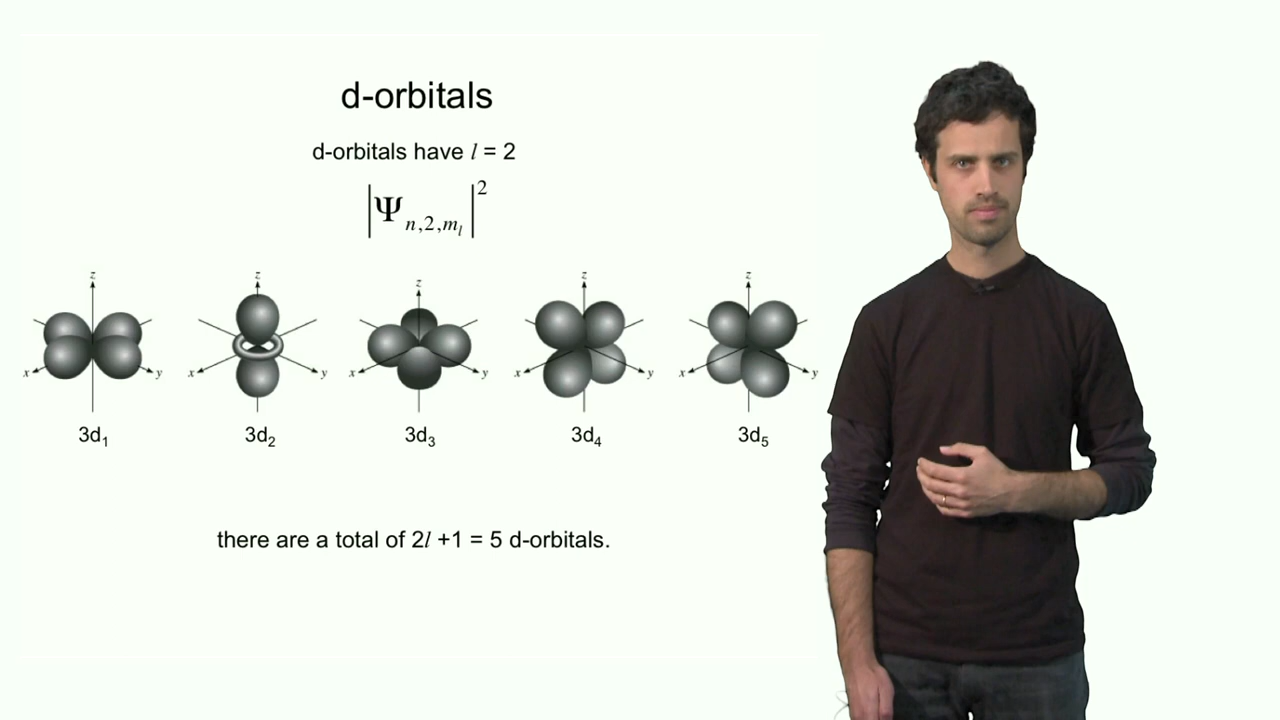 d-orbitals
d-orbitals have l = 2
|Ψ n,2,mₗ|²
z z z z z
x y x y x y x y x y
3d₁ 3d₂ 3d₃ 3d₄ 3d₅
there are a total of 2l +1 = 5 d-orbitals.